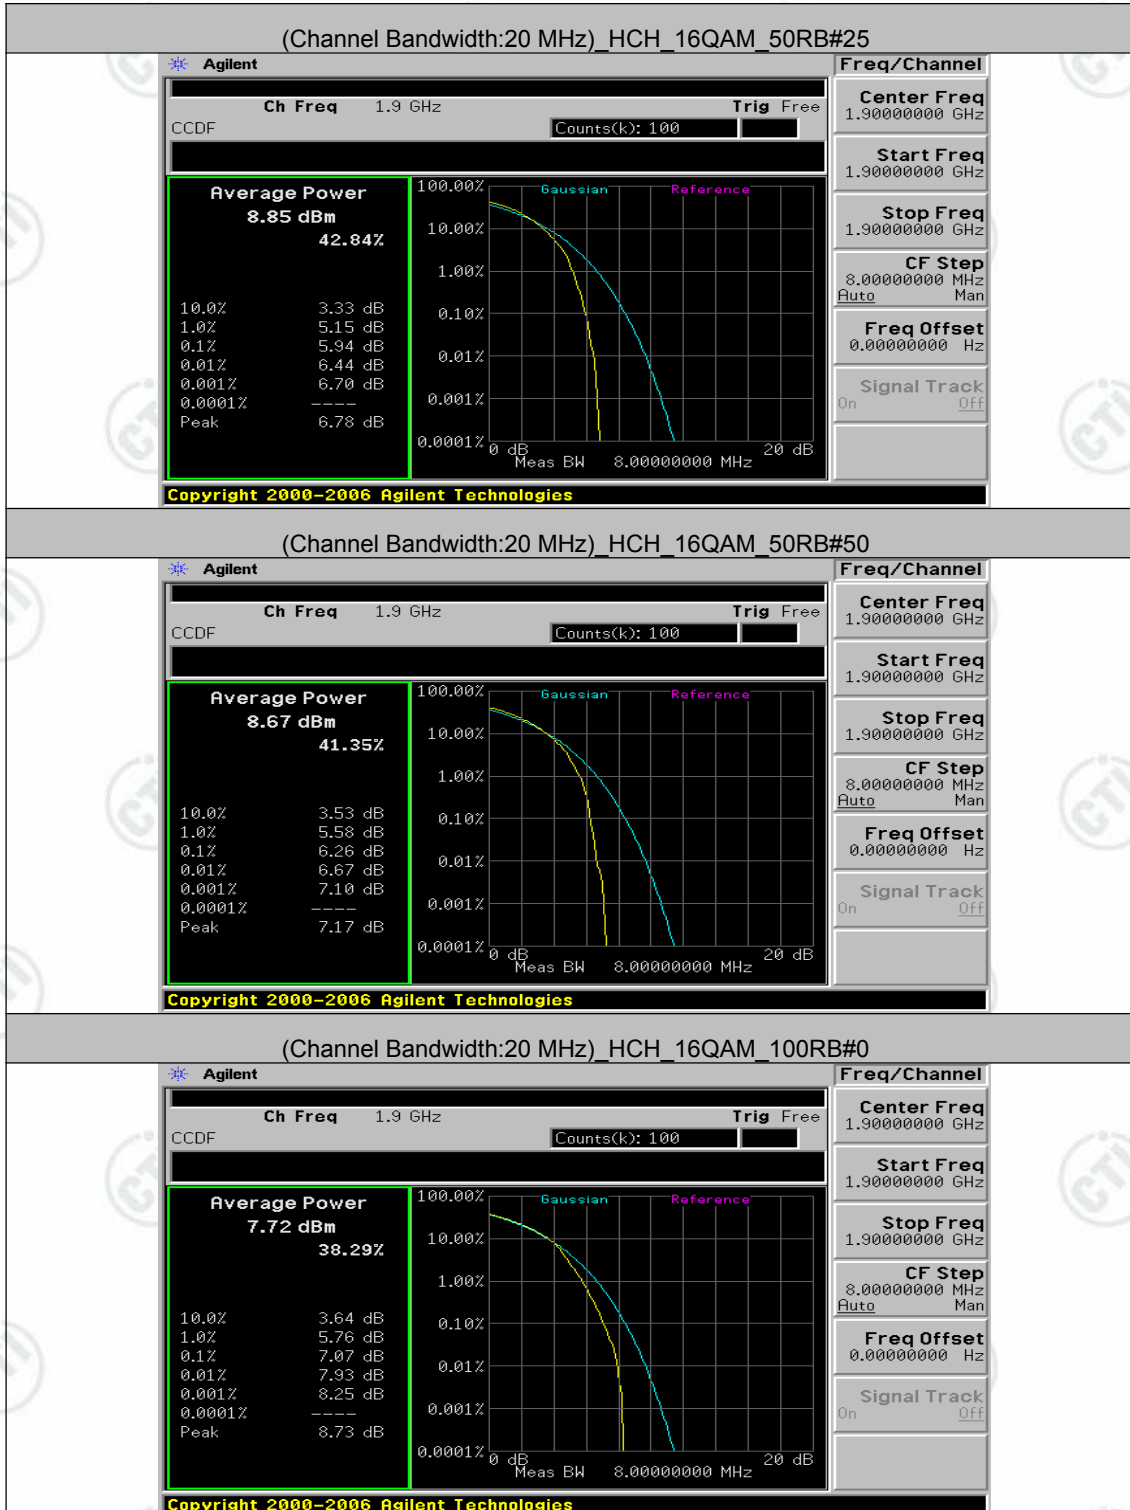 (Channel Bandwidth:20 MHz)_HCH_16QAM_50RB#25
Agilent Freq/Channel
Ch Freq 1.9 GHz Trig Free
CCDF Counts(k): 100
Center Freq
1.90000000 GHz
Start Freq
1.90000000 GHz
Stop Freq
1.90000000 GHz
CF Step
8.00000000 MHz
Auto Man
Freq Offset
0.00000000 Hz
Signal Track
On Off
Average Power
8.85 dBm
42.84%
10.0% 3.33 dB
1.0% 5.15 dB
0.1% 5.94 dB
0.01% 6.44 dB
0.001% 6.70 dB
0.0001% ----
Peak 6.78 dB
Gaussian Reference
100.00%
10.00%
1.00%
0.10%
0.01%
0.001%
0.0001%
0 dB 20 dB
Meas BW 8.00000000 MHz
Copyright 2000-2006 Agilent Technologies
(Channel Bandwidth:20 MHz)_HCH_16QAM_50RB#50
Agilent Freq/Channel
Ch Freq 1.9 GHz Trig Free
CCDF Counts(k): 100
Center Freq
1.90000000 GHz
Start Freq
1.90000000 GHz
Stop Freq
1.90000000 GHz
CF Step
8.00000000 MHz
Auto Man
Freq Offset
0.00000000 Hz
Signal Track
On Off
Average Power
8.67 dBm
41.35%
10.0% 3.53 dB
1.0% 5.58 dB
0.1% 6.26 dB
0.01% 6.67 dB
0.001% 7.10 dB
0.0001% ----
Peak 7.17 dB
Gaussian Reference
100.00%
10.00%
1.00%
0.10%
0.01%
0.001%
0.0001%
0 dB 20 dB
Meas BW 8.00000000 MHz
Copyright 2000-2006 Agilent Technologies
(Channel Bandwidth:20 MHz)_HCH_16QAM_100RB#0
Agilent Freq/Channel
Ch Freq 1.9 GHz Trig Free
CCDF Counts(k): 100
Center Freq
1.90000000 GHz
Start Freq
1.90000000 GHz
Stop Freq
1.90000000 GHz
CF Step
8.00000000 MHz
Auto Man
Freq Offset
0.00000000 Hz
Signal Track
On Off
Average Power
7.72 dBm
38.29%
10.0% 3.64 dB
1.0% 5.76 dB
0.1% 7.07 dB
0.01% 7.93 dB
0.001% 8.25 dB
0.0001% ----
Peak 8.73 dB
Gaussian Reference
100.00%
10.00%
1.00%
0.10%
0.01%
0.001%
0.0001%
0 dB 20 dB
Meas BW 8.00000000 MHz
Copyright 2000-2006 Agilent Technologies
CTI